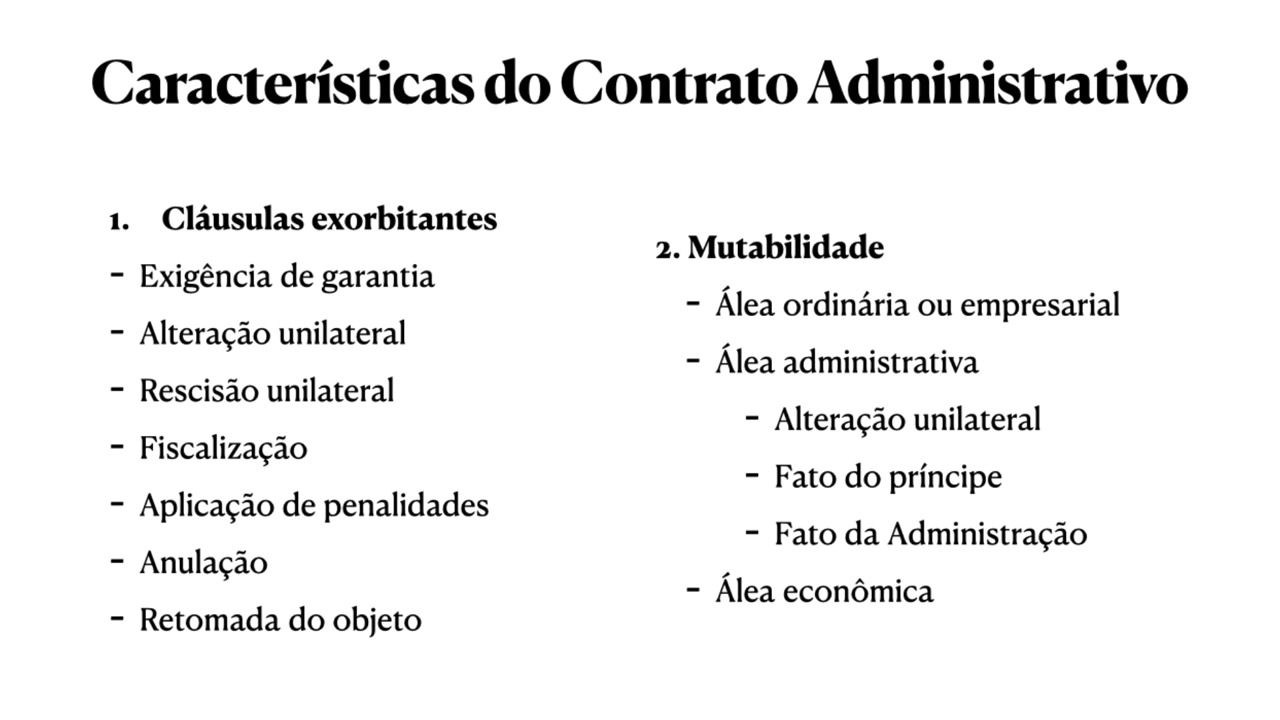 Características do Contrato Administrativo
1. Cláusulas exorbitantes
- Exigência de garantia
- Alteração unilateral
- Rescisão unilateral
- Fiscalização
- Aplicação de penalidades
- Anulação
- Retomada do objeto
2. Mutabilidade
- Álea ordinária ou empresarial
- Álea administrativa
- Alteração unilateral
- Fato do príncipe
- Fato da Administração
- Álea econômica